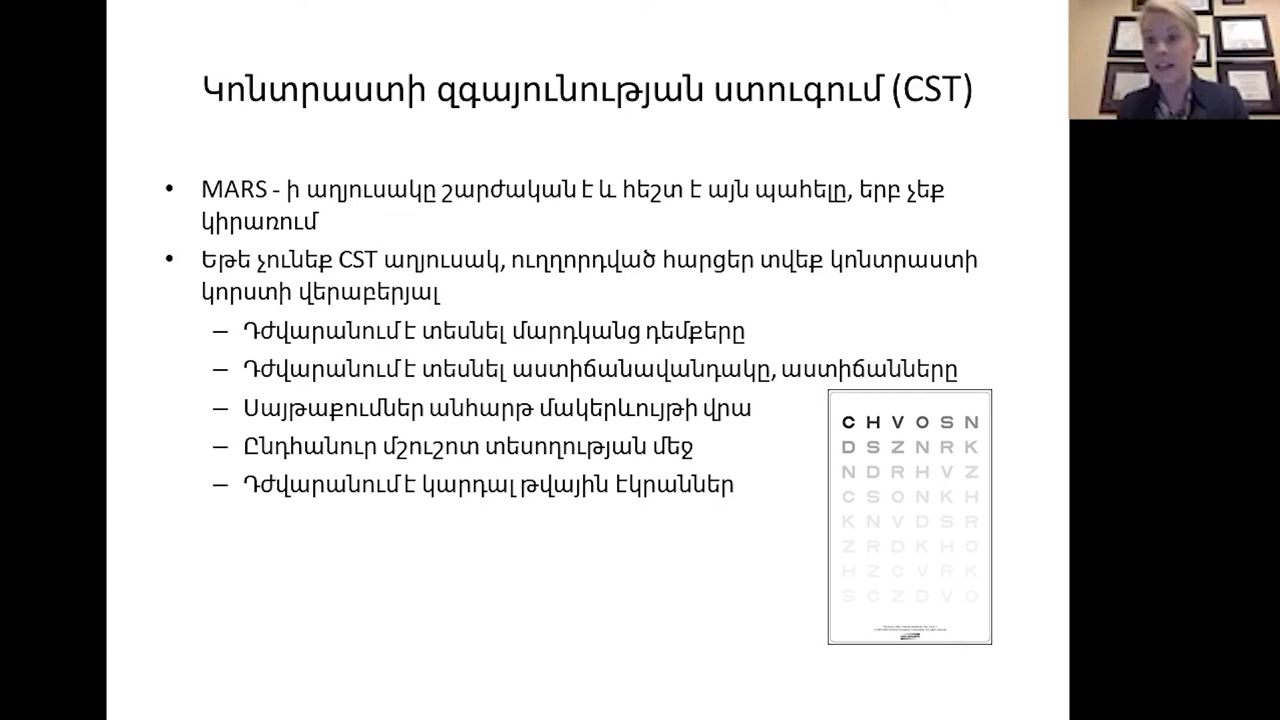 Կոնտրաստի զգայունության ստուգում (CST)
• MARS - ի աղյուսակը շարժական է և հեշտ է այն պահելը, երբ չեք
կիրառում
• Եթե չունեք CST աղյուսակ, ուղղորդված հարցեր տվեք կոնտրաստի
կորստի վերաբերյալ
– Դժվարանում է տեսնել մարդկանց դեմքերը
– Դժվարանում է տեսնել աստիճանավանդակը, աստիճանները
– Սայթաքումներ անհարթ մակերևույթի վրա
– Ընդհանուր մշուշոտ տեսողության մեջ
– Դժվարանում է կարդալ թվային էկրաններ
C H V O S N
D S Z N R K
N D R H V Z
C S O N K H
K N V D S R
Z R D K H O
H Z C V R K
S C Z D V O